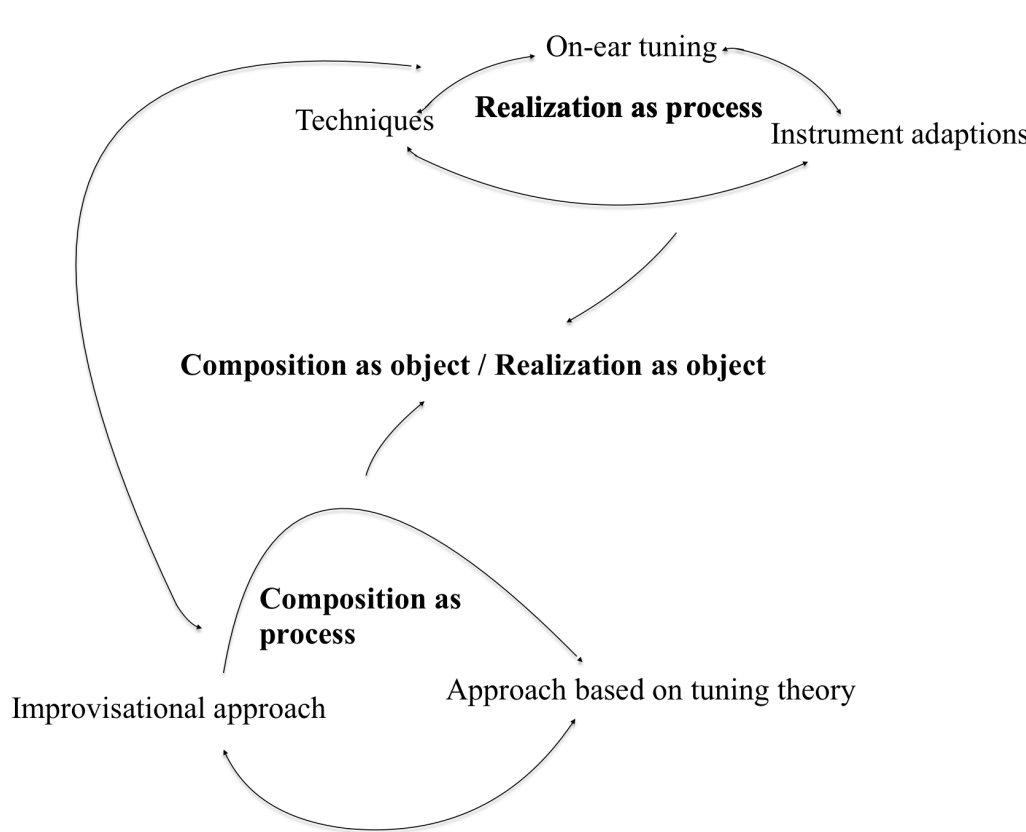 On-ear tuning
Realization as process
Techniques
Instrument adaptions
Composition as object / Realization as object
Composition as
process
Improvisational approach
Approach based on tuning theory